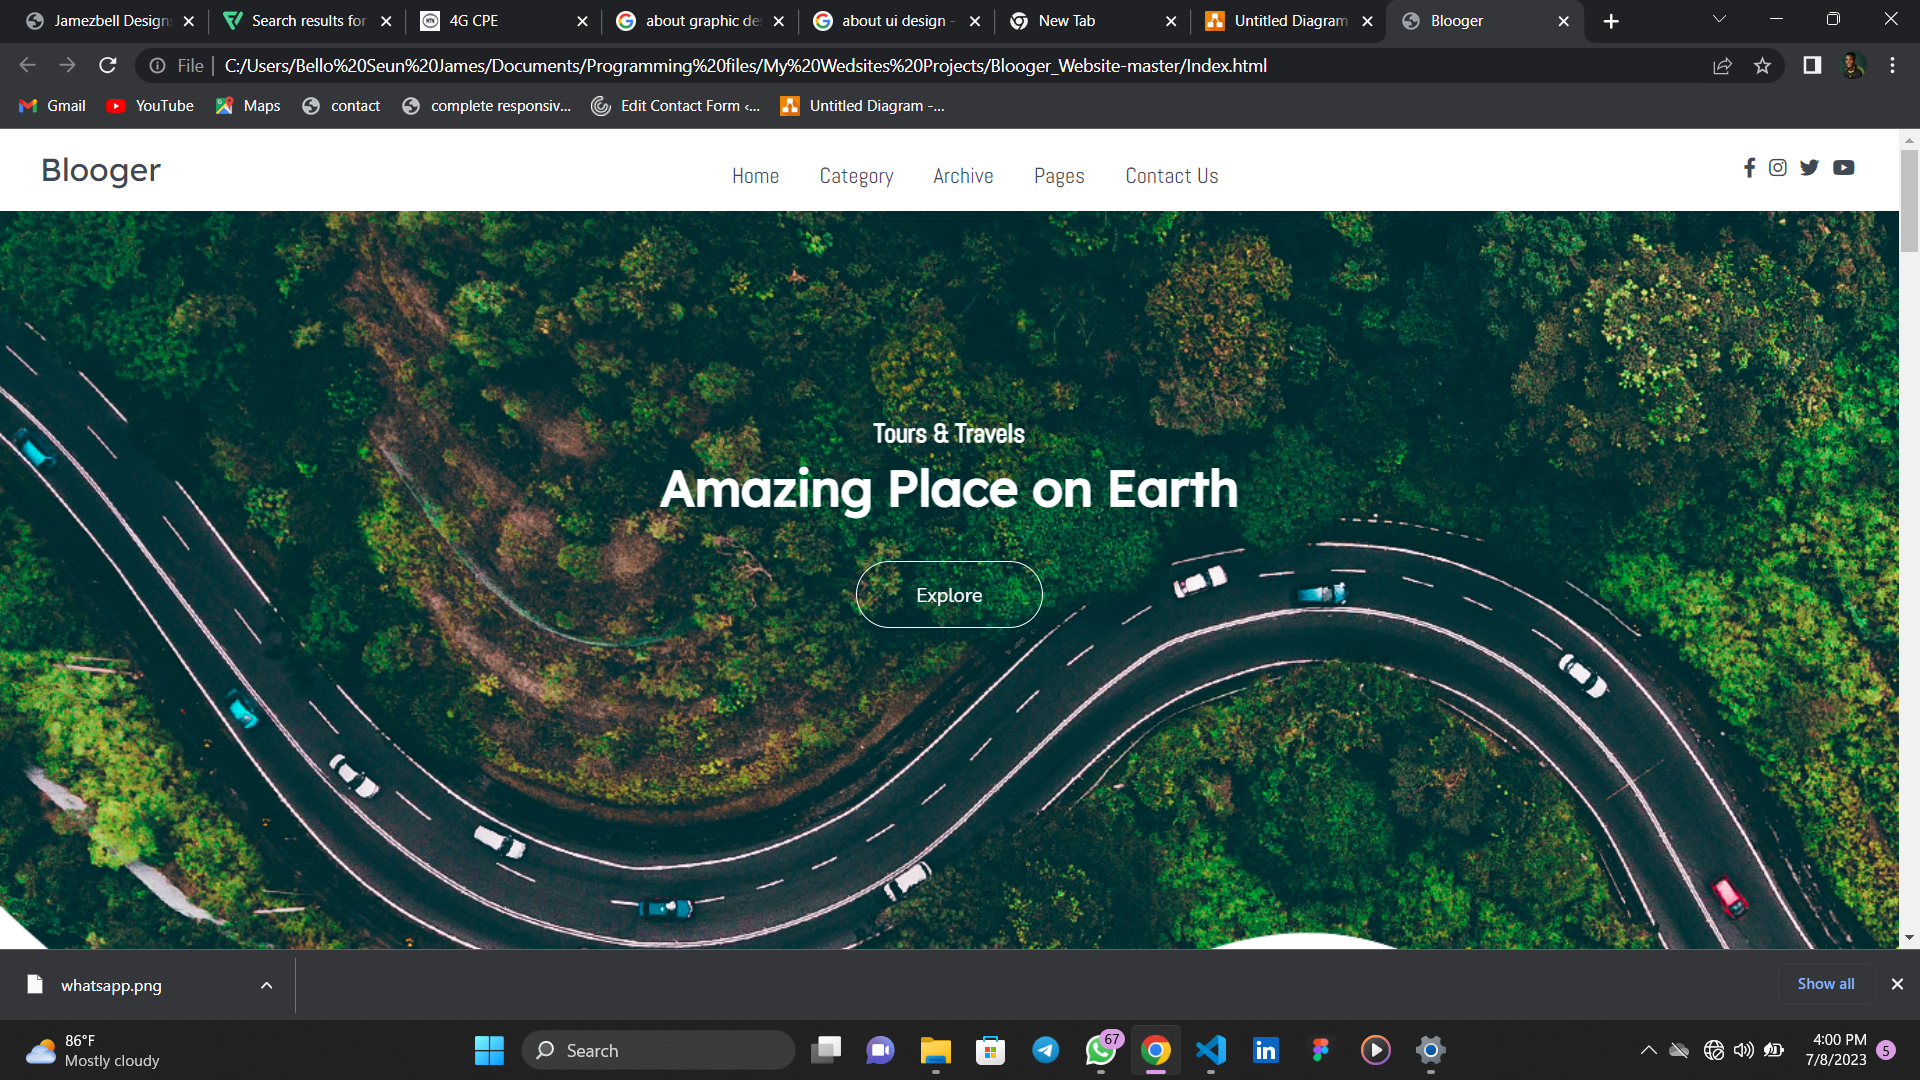 Jamezbell Design
Search results for
4G CPE
about graphic de
about ui design -
New Tab
Untitled Diagram
Blooger
File
C:/Users/Bello%20Seun%20James/Documents/Programming%20files/My%20Wedsites%20Projects/Blooger_Website-master/Index.html
Gmail
YouTube
Maps
contact
complete responsiv...
Edit Contact Form <...
Untitled Diagram -...
Blooger
Home
Category
Archive
Pages
Contact Us
Tours & Travels
Amazing Place on Earth
Explore
whatsapp.png
Show all
86°F
Mostly cloudy
Search
67
4:00 PM
7/8/2023
5